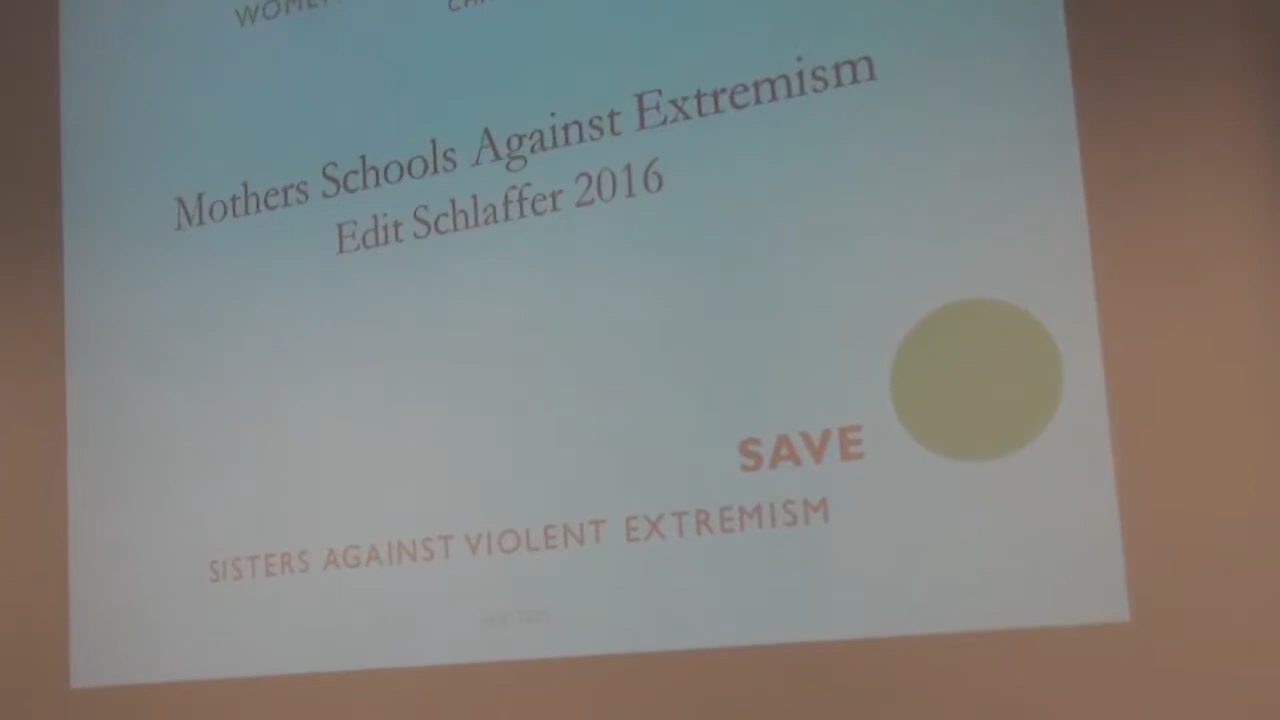 Mothers Schools Against Extremism
Edit Schlaffer 2016
SAVE
SISTERS AGAINST VIOLENT EXTREMISM